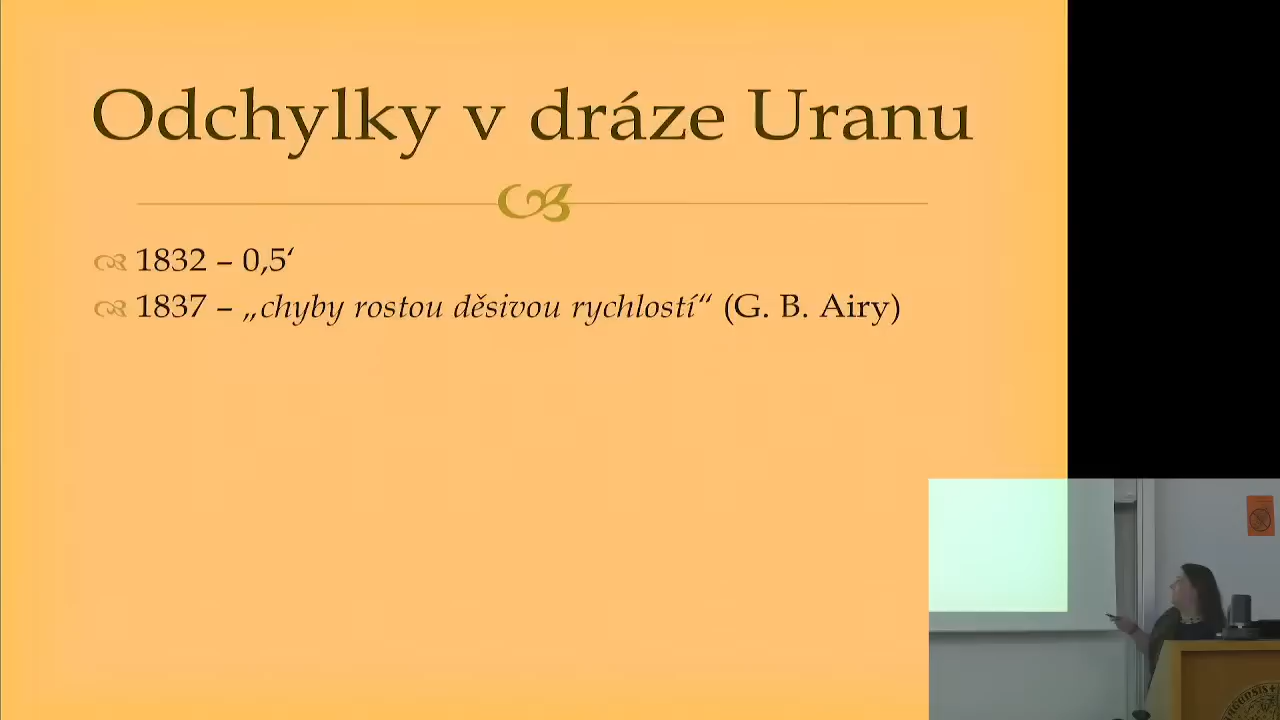 Odchylky v dráze Uranu
1832 – 0,5‘
1837 – „chyby rostou děsivou rychlostí“ (G. B. Airy)